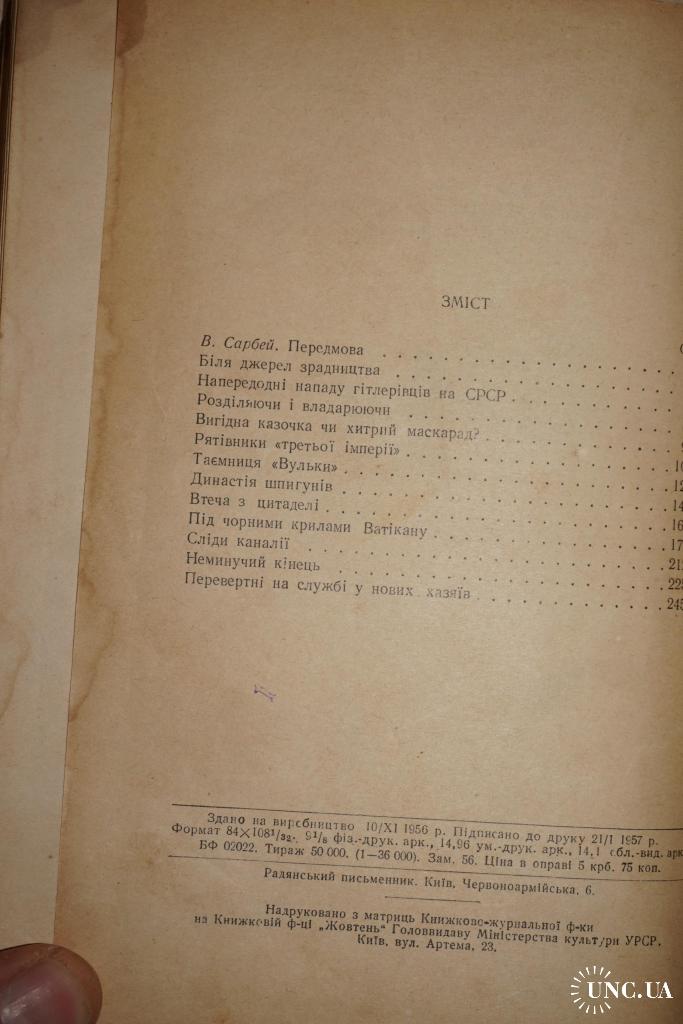 ЗМІСТ
В. Сарбей. Передмова
Біля джерел зрадництва
Напередодні нападу гітлерівців на СРСР
Розділяючи і владарюючи
Вигідна казочка чи хитрий маскарад?
Рятівники «третьої імперії»
Таємниця «Вульки»
Династія шпигунів
Втеча з цитаделі
Під чорними крилами Ватікану
Сліди каналії
Неминучий кінець
Перевертні на службі у нових хазяїв 245
Здано на виробництво 10/XI 1956 р. Підписано до друку 21/I 1957 р.
Формат 84×108¹/₃₂. 9¹/₈ фіз.-друк. арк., 14,96 ум.-друк. арк., 14,1 обл.-вид. арк.
БФ 02022. Тираж 50 000. (1—36 000). Зам. 56. Ціна в оправі 5 крб. 75 коп.
Радянський письменник. Київ, Червоноармійська, 6.
Надруковано з матриць Книжково-журнальної ф-ки
на Книжковій ф-ці „Жовтень" Головвидаву Міністерства культури УРСР.
Київ, вул. Артема, 23.
UNC.UA